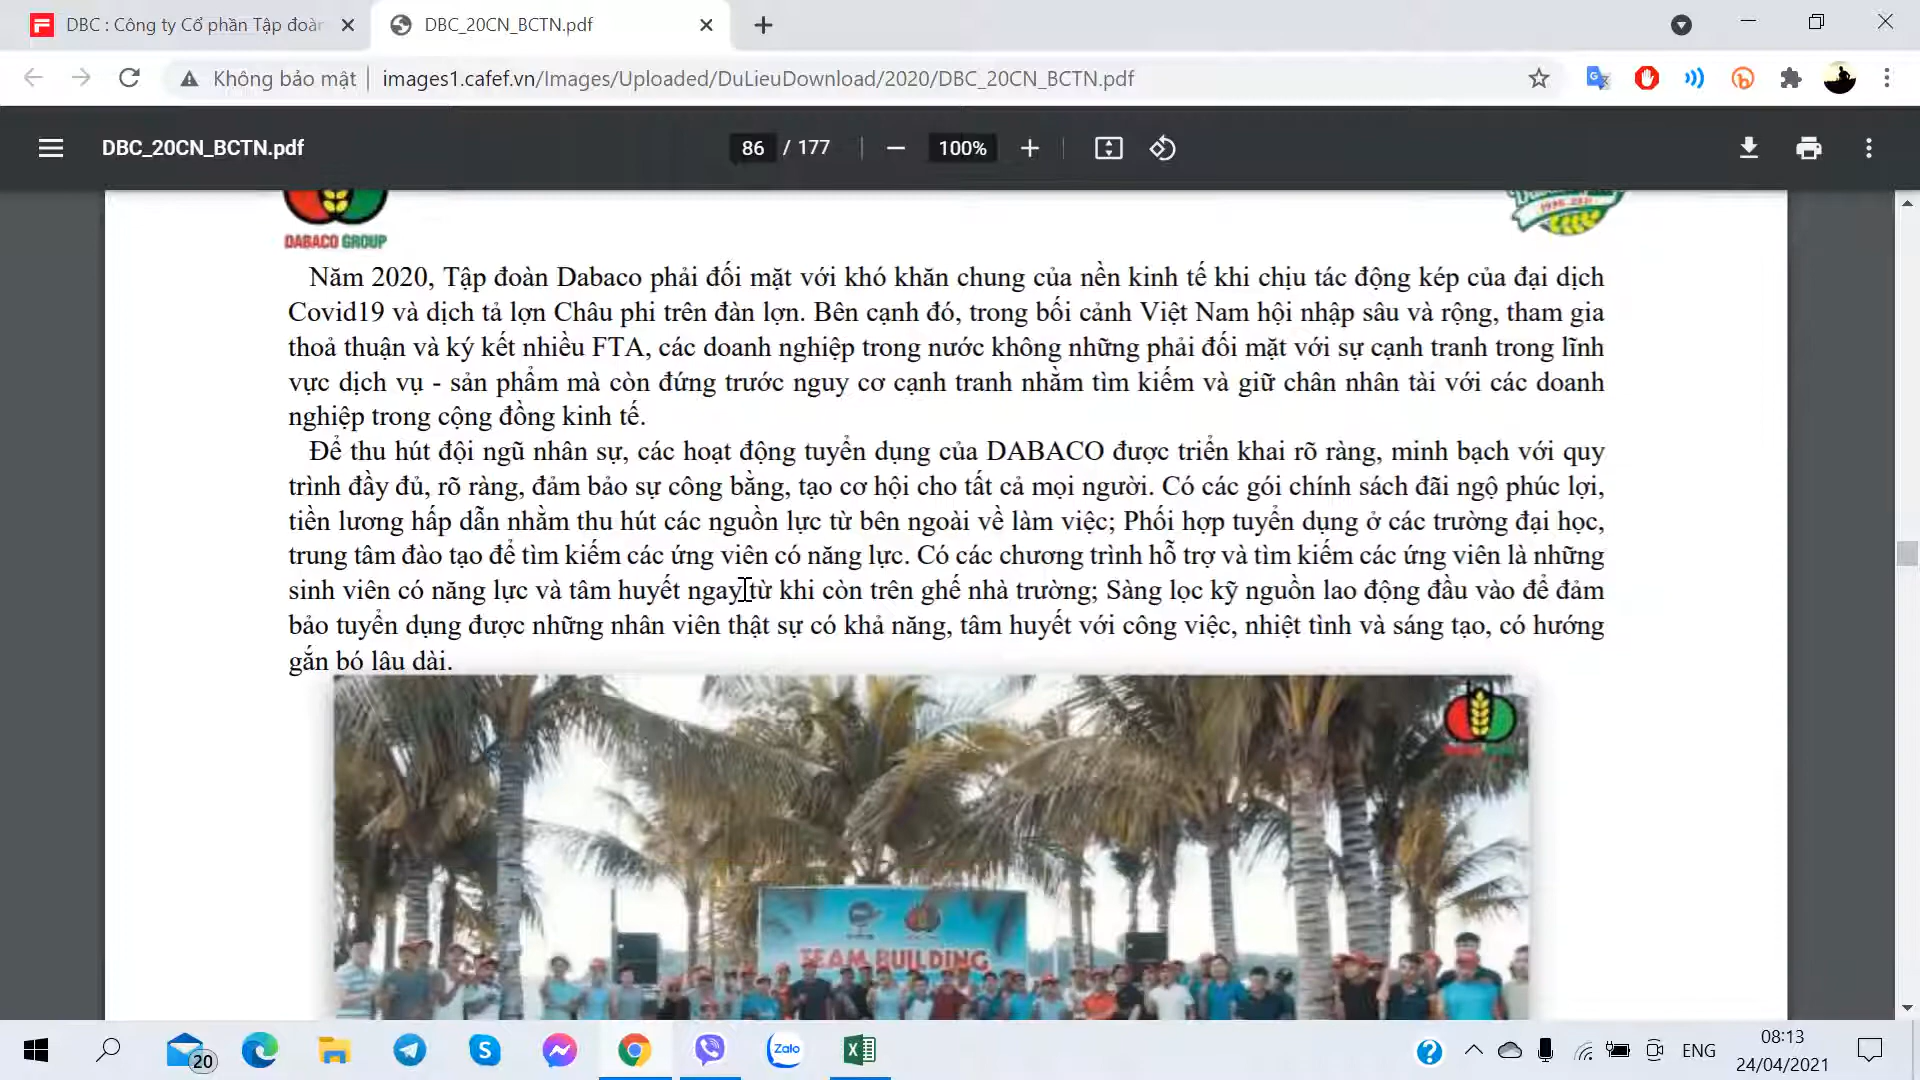 DBC : Công ty Cổ phần Tập đoàn
DBC_20CN_BCTN.pdf
Không bảo mật
images1.cafef.vn/Images/Uploaded/DuLieuDownload/2020/DBC_20CN_BCTN.pdf
DBC_20CN_BCTN.pdf
86 / 177
100%
DABACO GROUP
Năm 2020, Tập đoàn Dabaco phải đối mặt với khó khăn chung của nền kinh tế khi chịu tác động kép của đại dịch
Covid19 và dịch tả lợn Châu phi trên đàn lợn. Bên cạnh đó, trong bối cảnh Việt Nam hội nhập sâu và rộng, tham gia
thoả thuận và ký kết nhiều FTA, các doanh nghiệp trong nước không những phải đối mặt với sự cạnh tranh trong lĩnh
vực dịch vụ - sản phẩm mà còn đứng trước nguy cơ cạnh tranh nhằm tìm kiếm và giữ chân nhân tài với các doanh
nghiệp trong cộng đồng kinh tế.
Để thu hút đội ngũ nhân sự, các hoạt động tuyển dụng của DABACO được triển khai rõ ràng, minh bạch với quy
trình đầy đủ, rõ ràng, đảm bảo sự công bằng, tạo cơ hội cho tất cả mọi người. Có các gói chính sách đãi ngộ phúc lợi,
tiền lương hấp dẫn nhằm thu hút các nguồn lực từ bên ngoài về làm việc; Phối hợp tuyển dụng ở các trường đại học,
trung tâm đào tạo để tìm kiếm các ứng viên có năng lực. Có các chương trình hỗ trợ và tìm kiếm các ứng viên là những
sinh viên có năng lực và tâm huyết ngay từ khi còn trên ghế nhà trường; Sàng lọc kỹ nguồn lao động đầu vào để đảm
bảo tuyển dụng được những nhân viên thật sự có khả năng, tâm huyết với công việc, nhiệt tình và sáng tạo, có hướng
gắn bó lâu dài.
TEAM BUILDING
20
Zalo
ENG
08:13
24/04/2021